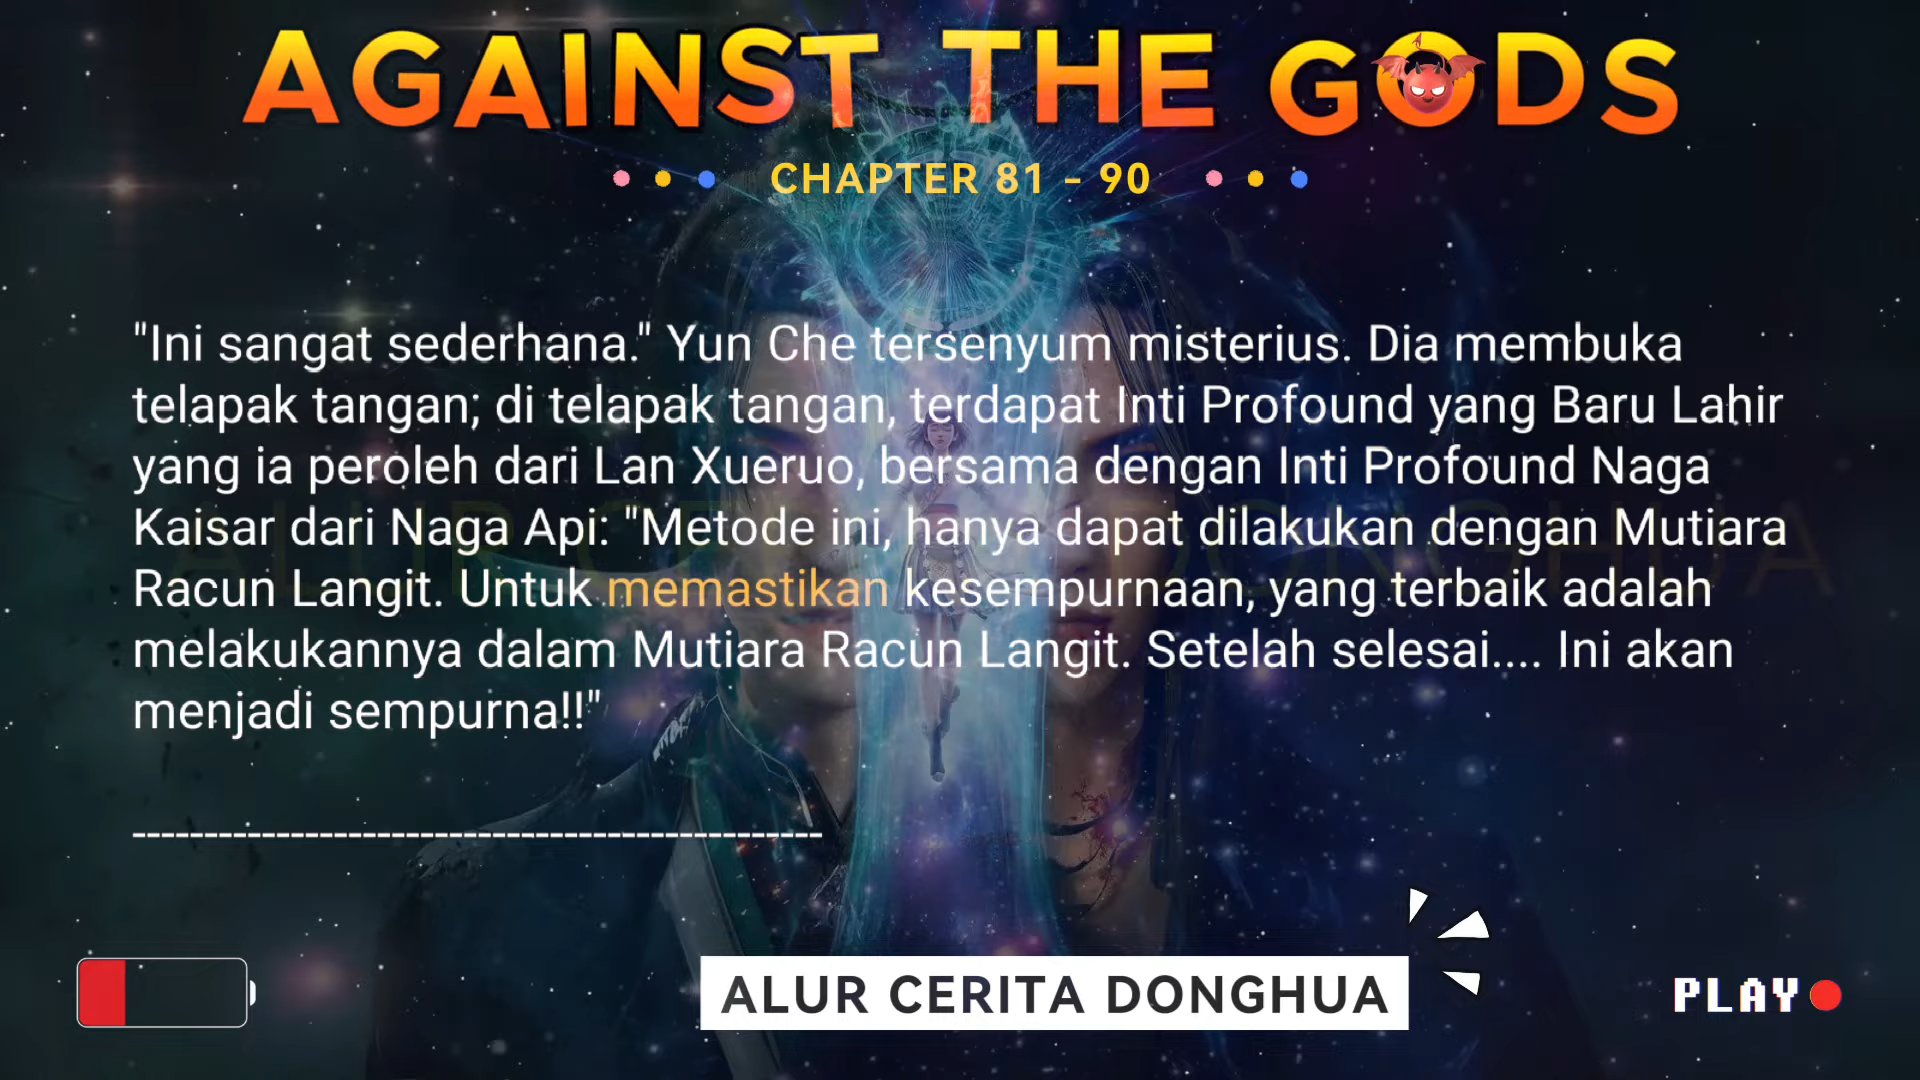 AGAINST THE GODS
CHAPTER 81 - 90
"Ini sangat sederhana." Yun Che tersenyum misterius. Dia membuka
telapak tangan; di telapak tangan, terdapat Inti Profound yang Baru Lahir
yang ia peroleh dari Lan Xueruo, bersama dengan Inti Profound Naga
Kaisar dari Naga Api: "Metode ini, hanya dapat dilakukan dengan Mutiara
Racun Langit. Untuk memastikan kesempurnaan, yang terbaik adalah
melakukannya dalam Mutiara Racun Langit. Setelah selesai.... Ini akan
menjadi sempurna!!"
------------------------------------------------
ALUR CERITA DONGHUA
PLAY